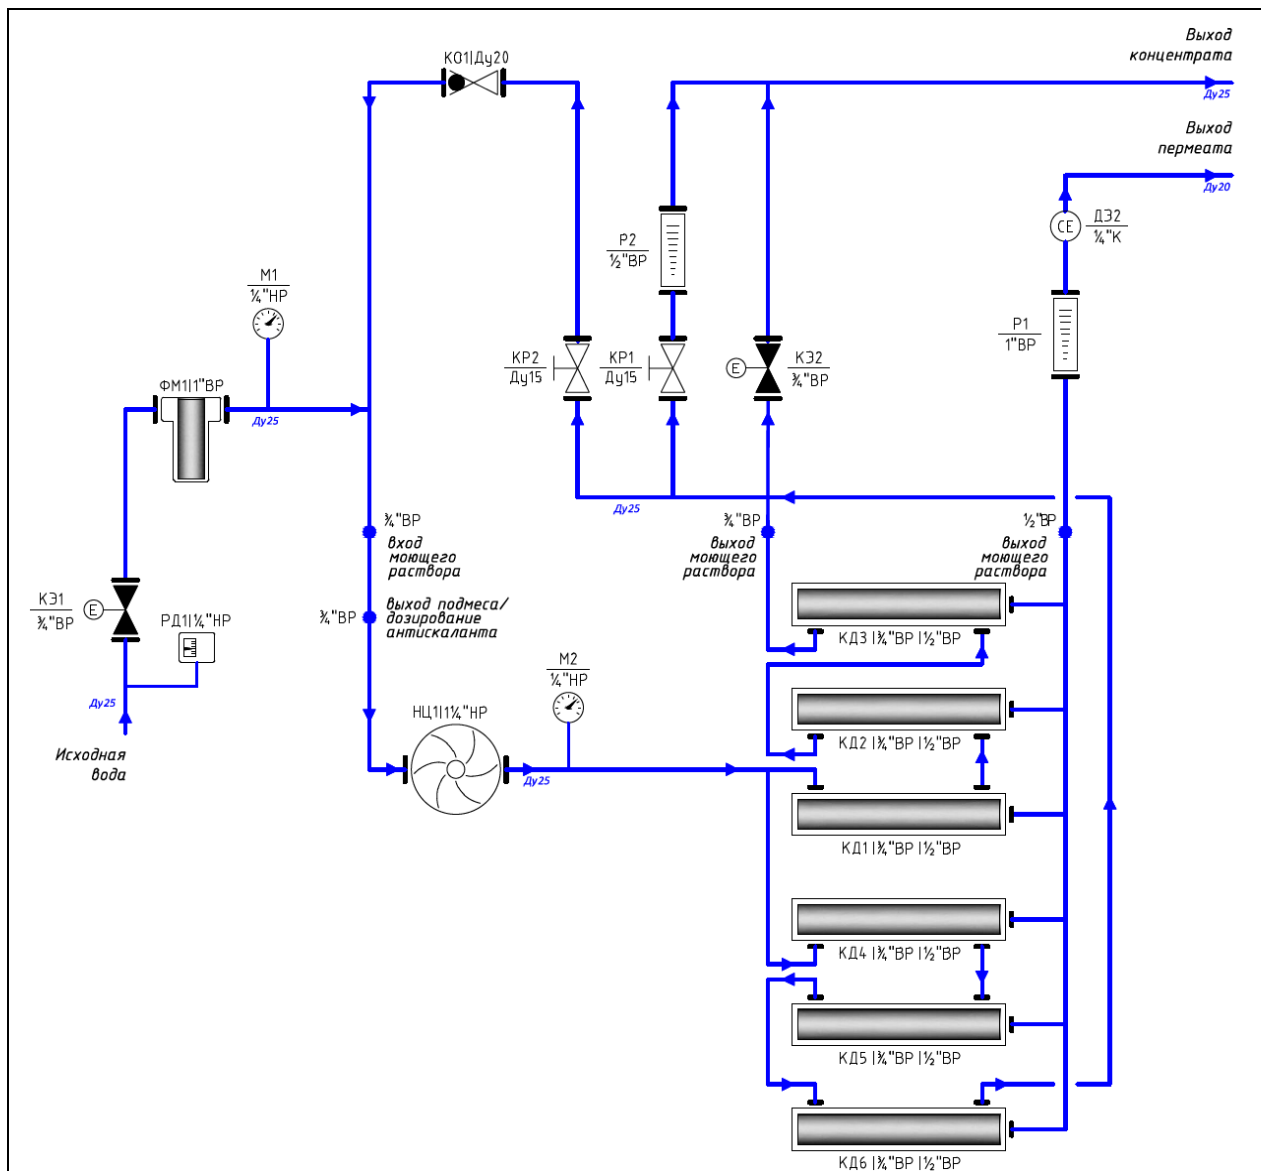 Выход
концентрата
Ду25
КО1|Ду20
Выход
пермеата
Ду20
ДЭ2
CE
¼"К
Р2
½"ВР
М1
¼"НР
Р1
1"ВР
КР2
Ду15
КР1
Ду15
КЭ2
E
¾"ВР
ФМ1|1"ВР
Ду25
Ду25
¾"ВР
вход
моющего
раствора
¾"ВР
выход
моющего
раствора
½"ВР
выход
моющего
раствора
КЭ1
E
¾"ВР
РД1|¼"НР
¾"ВР
выход подмеса/
дозирование
антискаланта
КД3 |¾"ВР |½"ВР
М2
¼"НР
Ду25
НЦ1|1¼"НР
КД2 |¾"ВР |½"ВР
Исходная
вода
Ду25
КД1 |¾"ВР |½"ВР
КД4 |¾"ВР |½"ВР
КД5 |¾"ВР |½"ВР
КД6 |¾"ВР |½"ВР